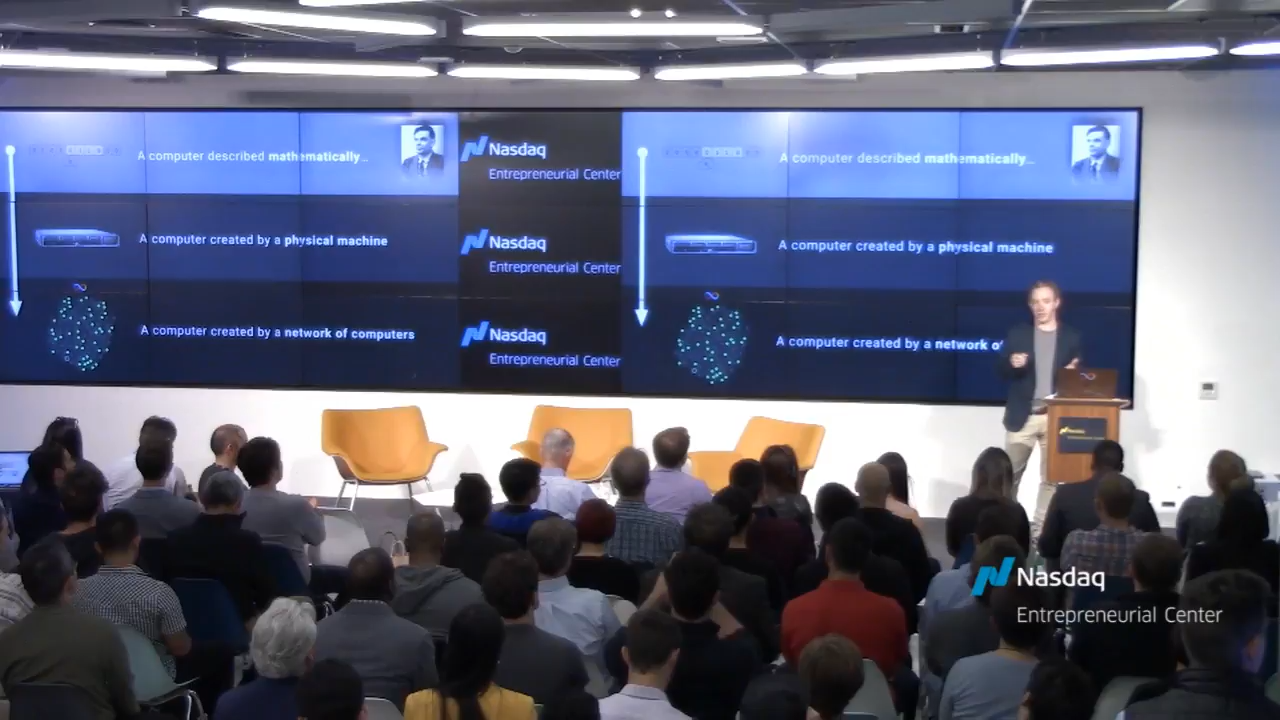 A computer described mathematically...
A computer created by a physical machine
A computer created by a network of computers
Nasdaq
Entrepreneurial Center
Nasdaq
Entrepreneurial Center
Nasdaq
Entrepreneurial Center
A computer described mathematically...
A computer created by a physical machine
A computer created by a network of
Nasdaq
Nasdaq
Entrepreneurial Center